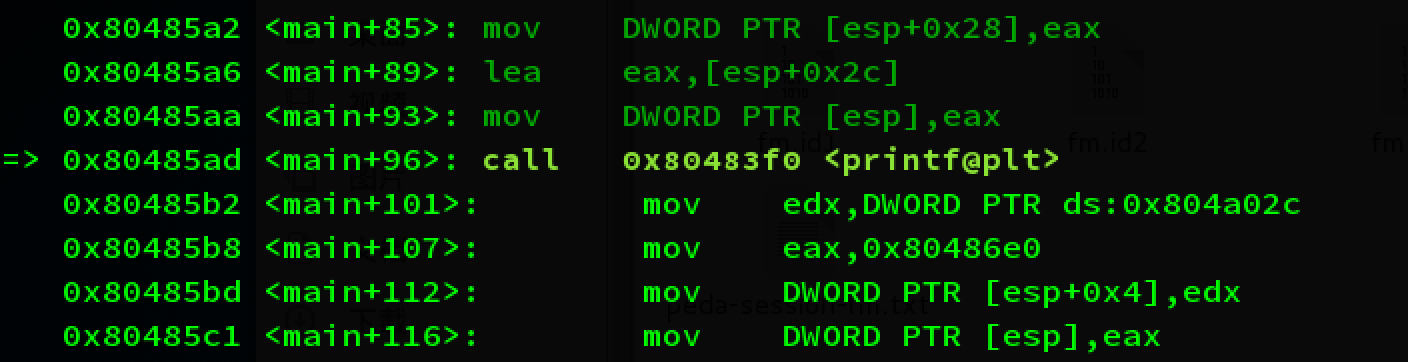 0x80485a2 <main+85>: mov DWORD PTR [esp+0x28],eax
0x80485a6 <main+89>: lea eax,[esp+0x2c]
0x80485aa <main+93>: mov DWORD PTR [esp],eax
fm.id1
fm.id2
=> 0x80485ad <main+96>: call 0x80483f0 <printf@plt>
0x80485b2 <main+101>: mov edx,DWORD PTR ds:0x804a02c
0x80485b8 <main+107>: mov eax,0x80486e0
0x80485bd <main+112>: mov DWORD PTR [esp+0x4],edx
peda-session-fm.txt
0x80485c1 <main+116>: mov DWORD PTR [esp],eax